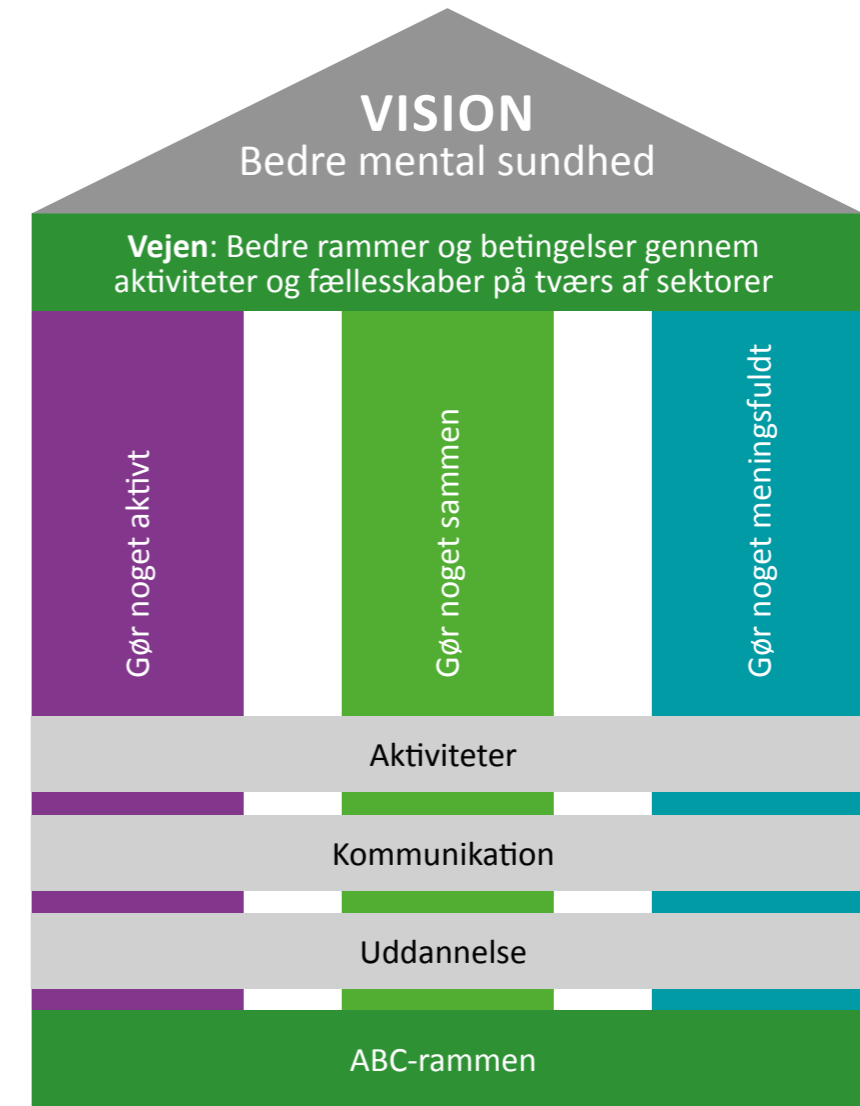 VISION
Bedre mental sundhed
Vejen: Bedre rammer og betingelser gennem
aktiviteter og fællesskaber på tværs af sektorer
Gør noget aktivt
Gør noget sammen
Gør noget meningsfuldt
Aktiviteter
Kommunikation
Uddannelse
ABC-rammen